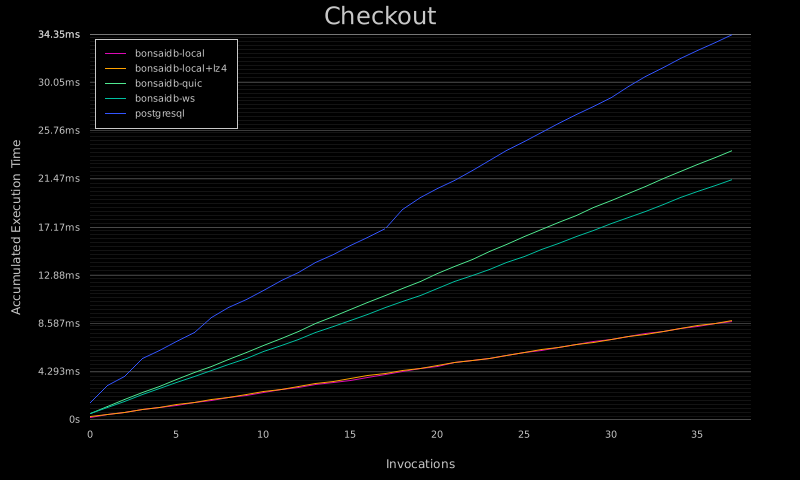 Checkout
34.35ms
30.05ms
25.76ms
21.47ms
17.17ms
12.88ms
8.587ms
4.293ms
0s
bonsaidb-local
bonsaidb-local+lz4
bonsaidb-quic
bonsaidb-ws
postgresql
Accumulated Execution Time
0 5 10 15 20 25 30 35
Invocations